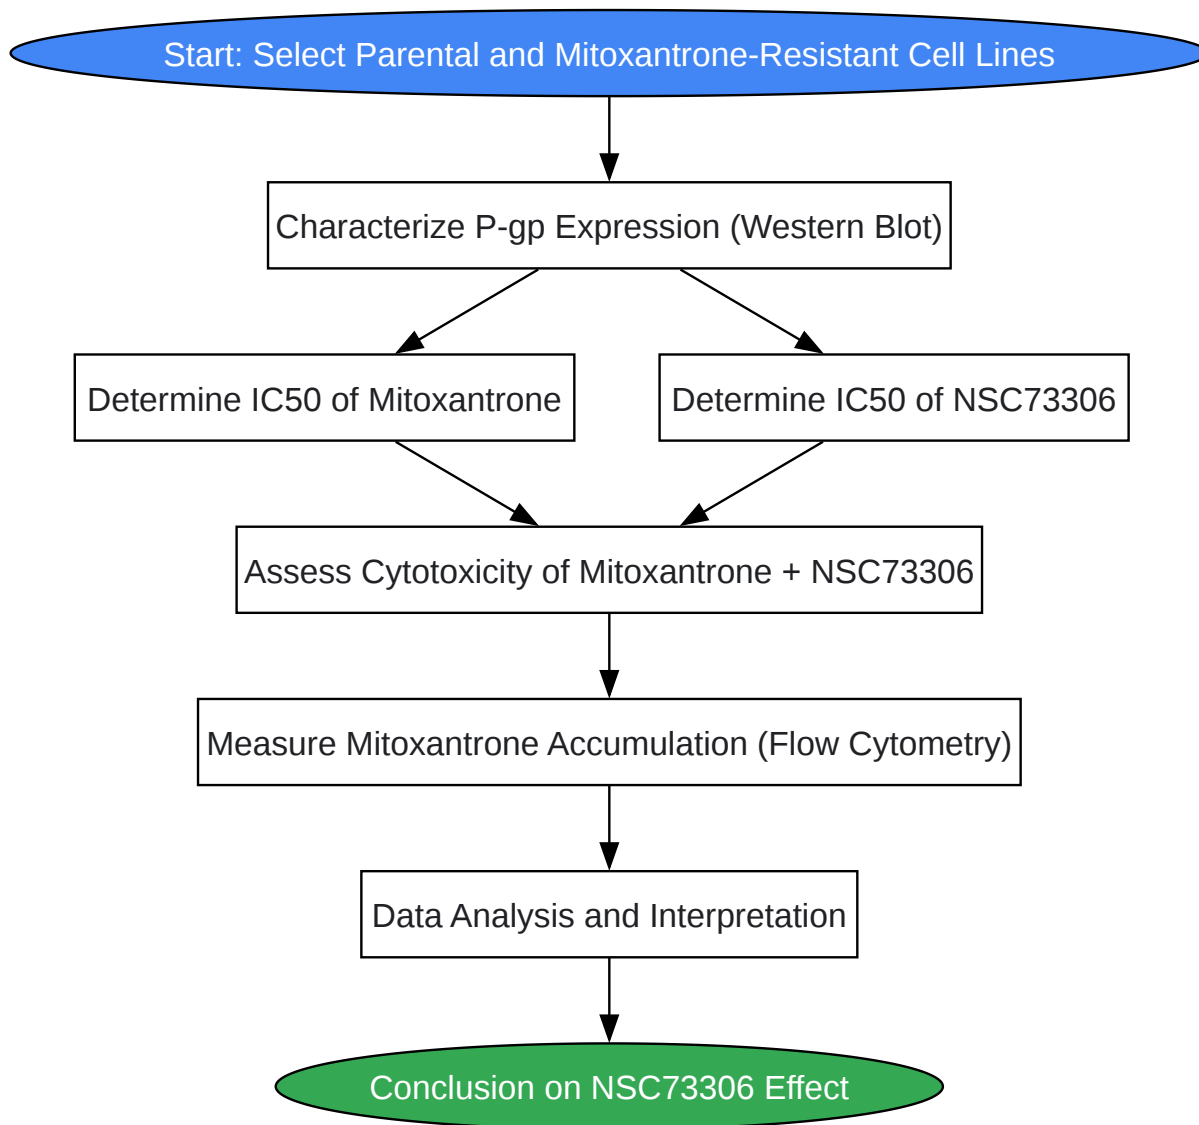 Start: Select Parental and Mitoxantrone-Resistant Cell Lines
Characterize P-gp Expression (Western Blot)
Determine IC50 of Mitoxantrone
Determine IC50 of NSC73306
Assess Cytotoxicity of Mitoxantrone + NSC73306
Measure Mitoxantrone Accumulation (Flow Cytometry)
Data Analysis and Interpretation
Conclusion on NSC73306 Effect